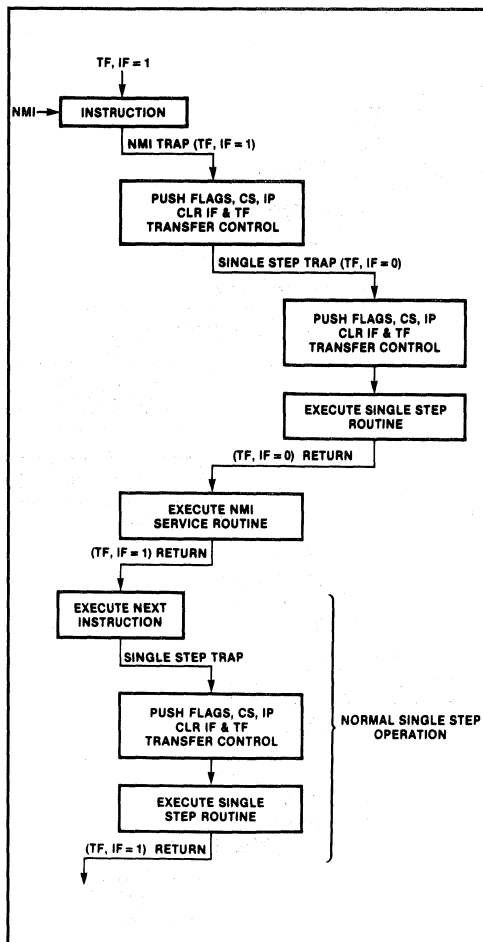 TF, IF = 1
NMI
INSTRUCTION
NMI TRAP (TF, IF = 1)
PUSH FLAGS, CS, IP
CLR IF & TF
TRANSFER CONTROL
SINGLE STEP TRAP (TF, IF = 0)
PUSH FLAGS, CS, IP
CLR IF & TF
TRANSFER CONTROL
EXECUTE SINGLE STEP
ROUTINE
(TF, IF = 0) RETURN
EXECUTE NMI
SERVICE ROUTINE
(TF, IF = 1) RETURN
EXECUTE NEXT
INSTRUCTION
SINGLE STEP TRAP
PUSH FLAGS, CS, IP
CLR IF & TF
TRANSFER CONTROL
NORMAL SINGLE STEP
OPERATION
EXECUTE SINGLE
STEP ROUTINE
(TF, IF = 1) RETURN